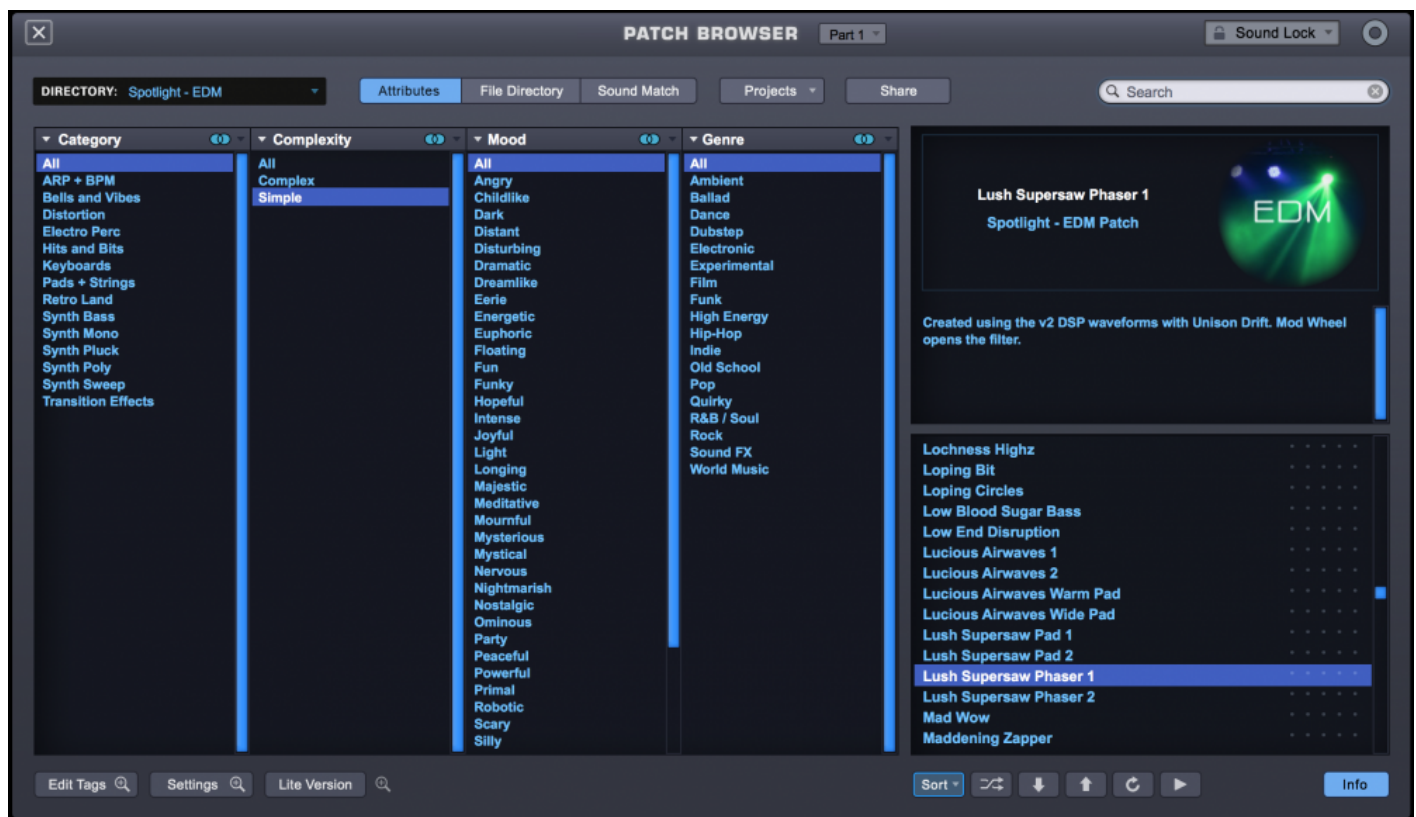 PATCH BROWSER
Part 1
Sound Lock
DIRECTORY: Spotlight - EDM
Attributes
File Directory
Sound Match
Projects
Share
Search
Category
All
ARP + BPM
Bells and Vibes
Distortion
Electro Perc
Hits and Bits
Keyboards
Pads + Strings
Retro Land
Synth Bass
Synth Mono
Synth Pluck
Synth Poly
Synth Sweep
Transition Effects
Complexity
All
Complex
Simple
Mood
All
Angry
Childlike
Dark
Distant
Disturbing
Dramatic
Dreamlike
Eerie
Energetic
Euphoric
Floating
Fun
Funky
Hopeful
Intense
Joyful
Light
Longing
Majestic
Meditative
Mournful
Mysterious
Mystical
Nervous
Nightmarish
Nostalgic
Ominous
Party
Peaceful
Powerful
Primal
Robotic
Scary
Silly
Genre
All
Ambient
Ballad
Dance
Dubstep
Electronic
Experimental
Film
Funk
High Energy
Hip-Hop
Indie
Old School
Pop
Quirky
R&B / Soul
Rock
Sound FX
World Music
Lush Supersaw Phaser 1
Spotlight - EDM Patch
EDM
Created using the v2 DSP waveforms with Unison Drift. Mod Wheel
opens the filter.
Lochness Highz
Loping Bit
Loping Circles
Low Blood Sugar Bass
Low End Disruption
Lucious Airwaves 1
Lucious Airwaves 2
Lucious Airwaves Warm Pad
Lucious Airwaves Wide Pad
Lush Supersaw Pad 1
Lush Supersaw Pad 2
Lush Supersaw Phaser 1
Lush Supersaw Phaser 2
Mad Wow
Maddening Zapper
Edit Tags
Settings
Lite Version
Sort
Info